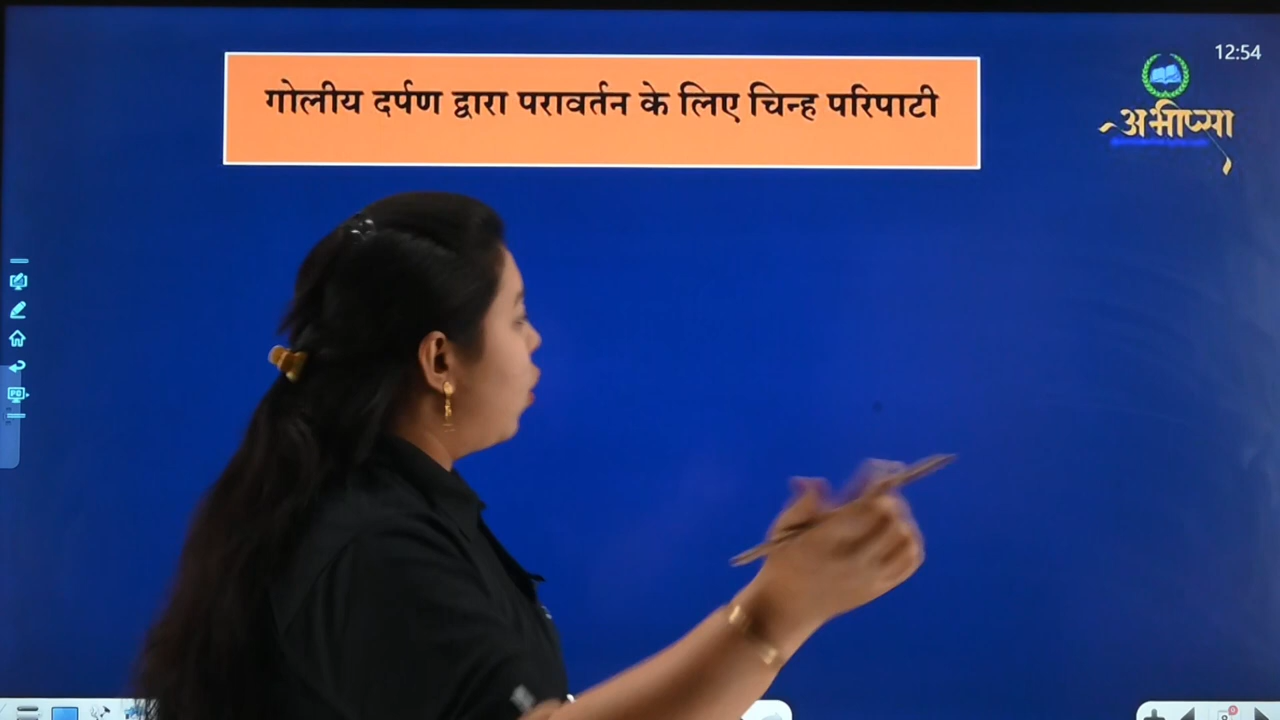 गोलीय दर्पण द्वारा परावर्तन के लिए चिन्ह परिपाटी
12:54
अभीप्सा